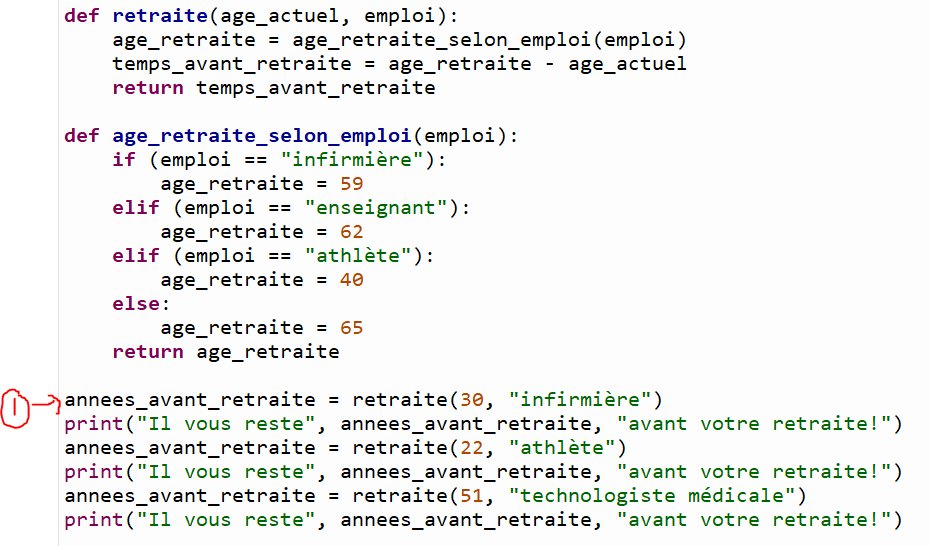 def retraite(age_actuel, emploi):
    age_retraite = age_retraite_selon_emploi(emploi)
    temps_avant_retraite = age_retraite - age_actuel
    return temps_avant_retraite

def age_retraite_selon_emploi(emploi):
    if (emploi == "infirmière"):
        age_retraite = 59
    elif (emploi == "enseignant"):
        age_retraite = 62
    elif (emploi == "athlète"):
        age_retraite = 40
    else:
        age_retraite = 65
    return age_retraite

1 annees_avant_retraite = retraite(30, "infirmière")
print("Il vous reste", annees_avant_retraite, "avant votre retraite!")
annees_avant_retraite = retraite(22, "athlète")
print("Il vous reste", annees_avant_retraite, "avant votre retraite!")
annees_avant_retraite = retraite(51, "technologiste médicale")
print("Il vous reste", annees_avant_retraite, "avant votre retraite!")